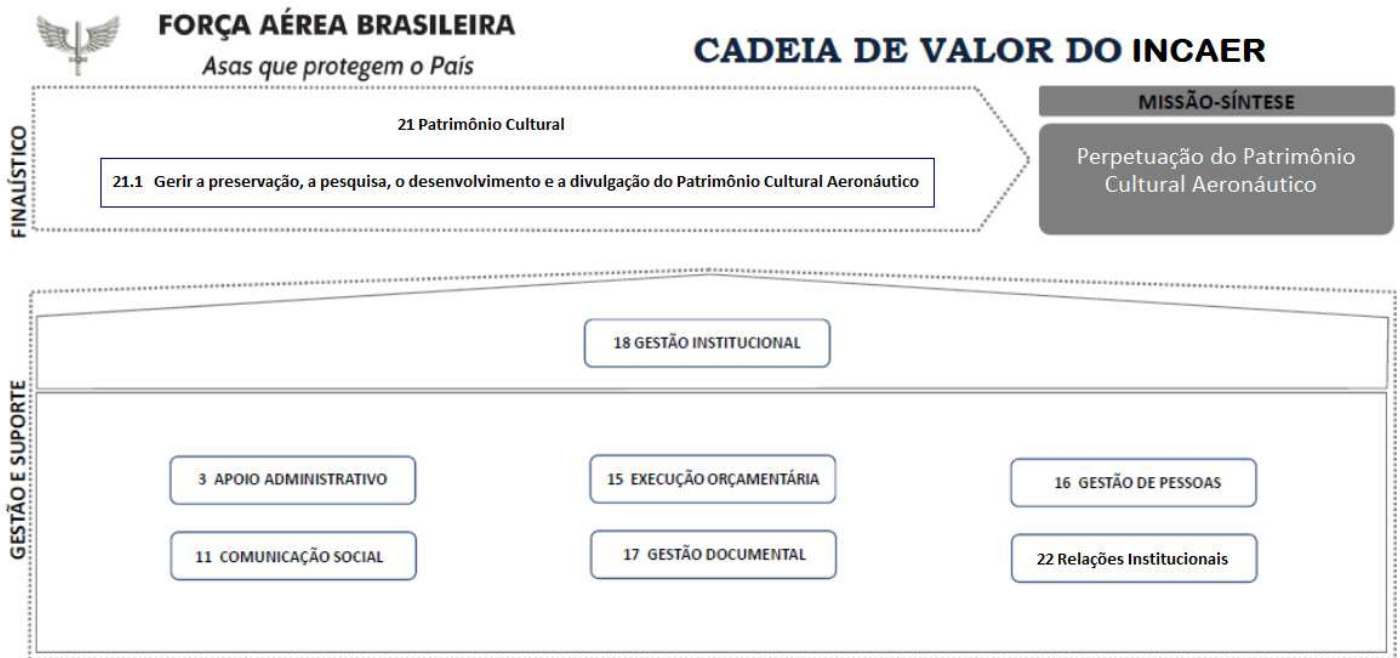 FORÇA AÉREA BRASILEIRA
Asas que protegem o País
CADEIA DE VALOR DO INCAER
FINALÍSTICO
21 Patrimônio Cultural
21.1 Gerir a preservação, a pesquisa, o desenvolvimento e a divulgação do Patrimônio Cultural Aeronáutico
MISSÃO-SÍNTESE
Perpetuação do Patrimônio
Cultural Aeronáutico
GESTÃO E SUPORTE
18 GESTÃO INSTITUCIONAL
3 APOIO ADMINISTRATIVO
15 EXECUÇÃO ORÇAMENTÁRIA
16 GESTÃO DE PESSOAS
11 COMUNICAÇÃO SOCIAL
17 GESTÃO DOCUMENTAL
22 Relações Institucionais